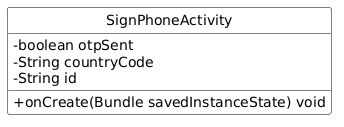 SignPhoneActivity
-boolean otpSent
-String countryCode
-String id
+onCreate(Bundle savedInstanceState) void